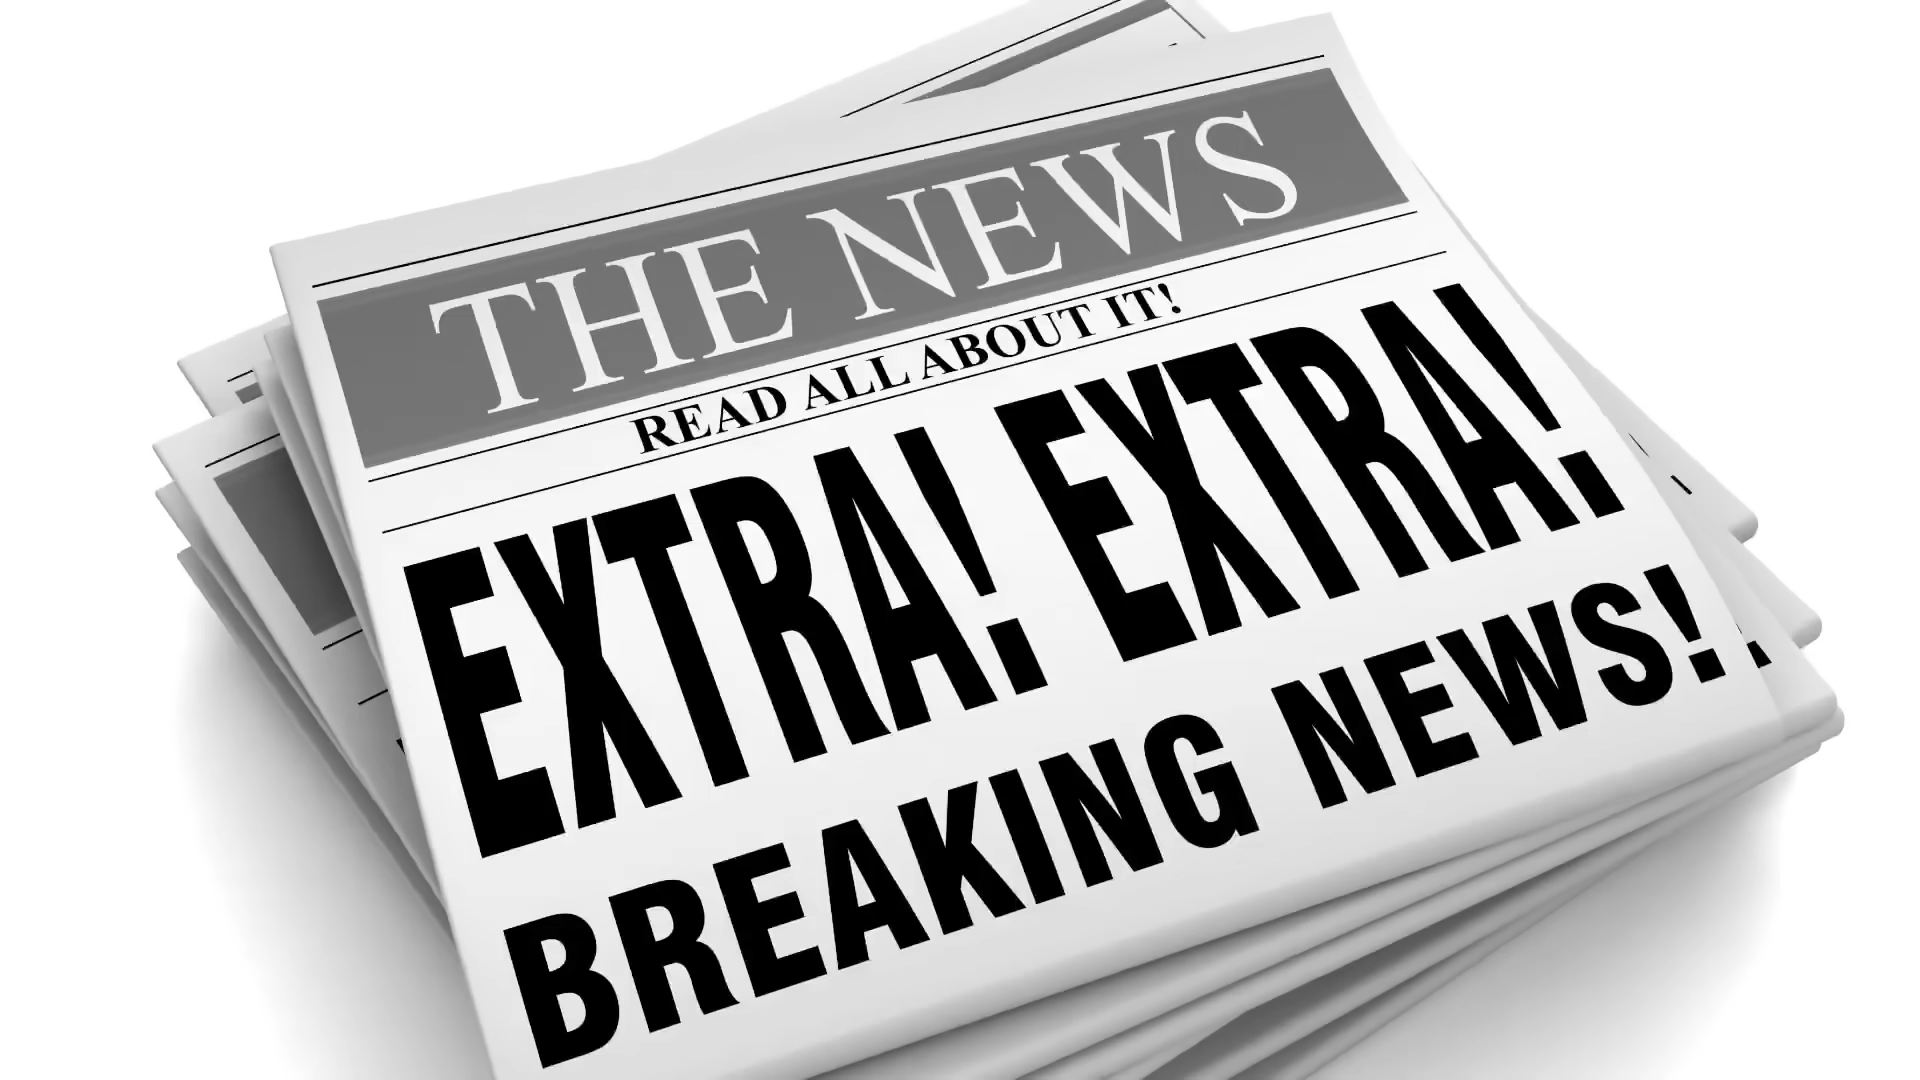 THE NEWS
READ ALL ABOUT IT!
EXTRA! EXTRA!
BREAKING NEWS!